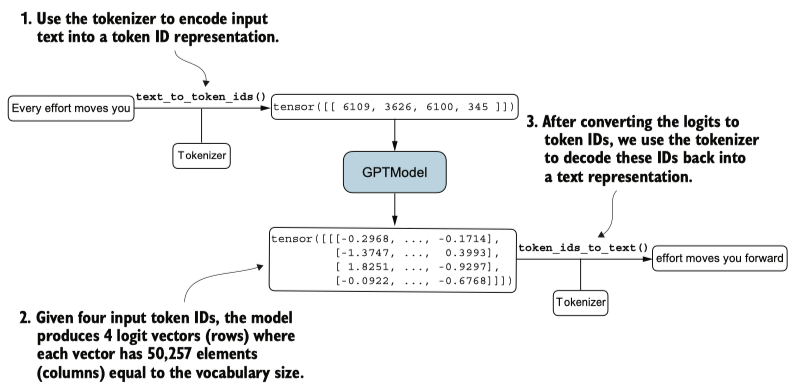 1. Use the tokenizer to encode input
text into a token ID representation.
Every effort moves you
text_to_token_ids()
Tokenizer
tensor([[ 6109, 3626, 6100, 345 ]])
GPTModel
3. After converting the logits to
token IDs, we use the tokenizer
to decode these IDs back into
a text representation.
tensor([[[-0.2968, ..., -0.1714],
[-1.3747, ..., 0.3993],
[ 1.8251, ..., -0.9297],
[-0.0922, ..., -0.6768]]])
token_ids_to_text()
Tokenizer
effort moves you forward
2. Given four input token IDs, the model
produces 4 logit vectors (rows) where
each vector has 50,257 elements
(columns) equal to the vocabulary size.